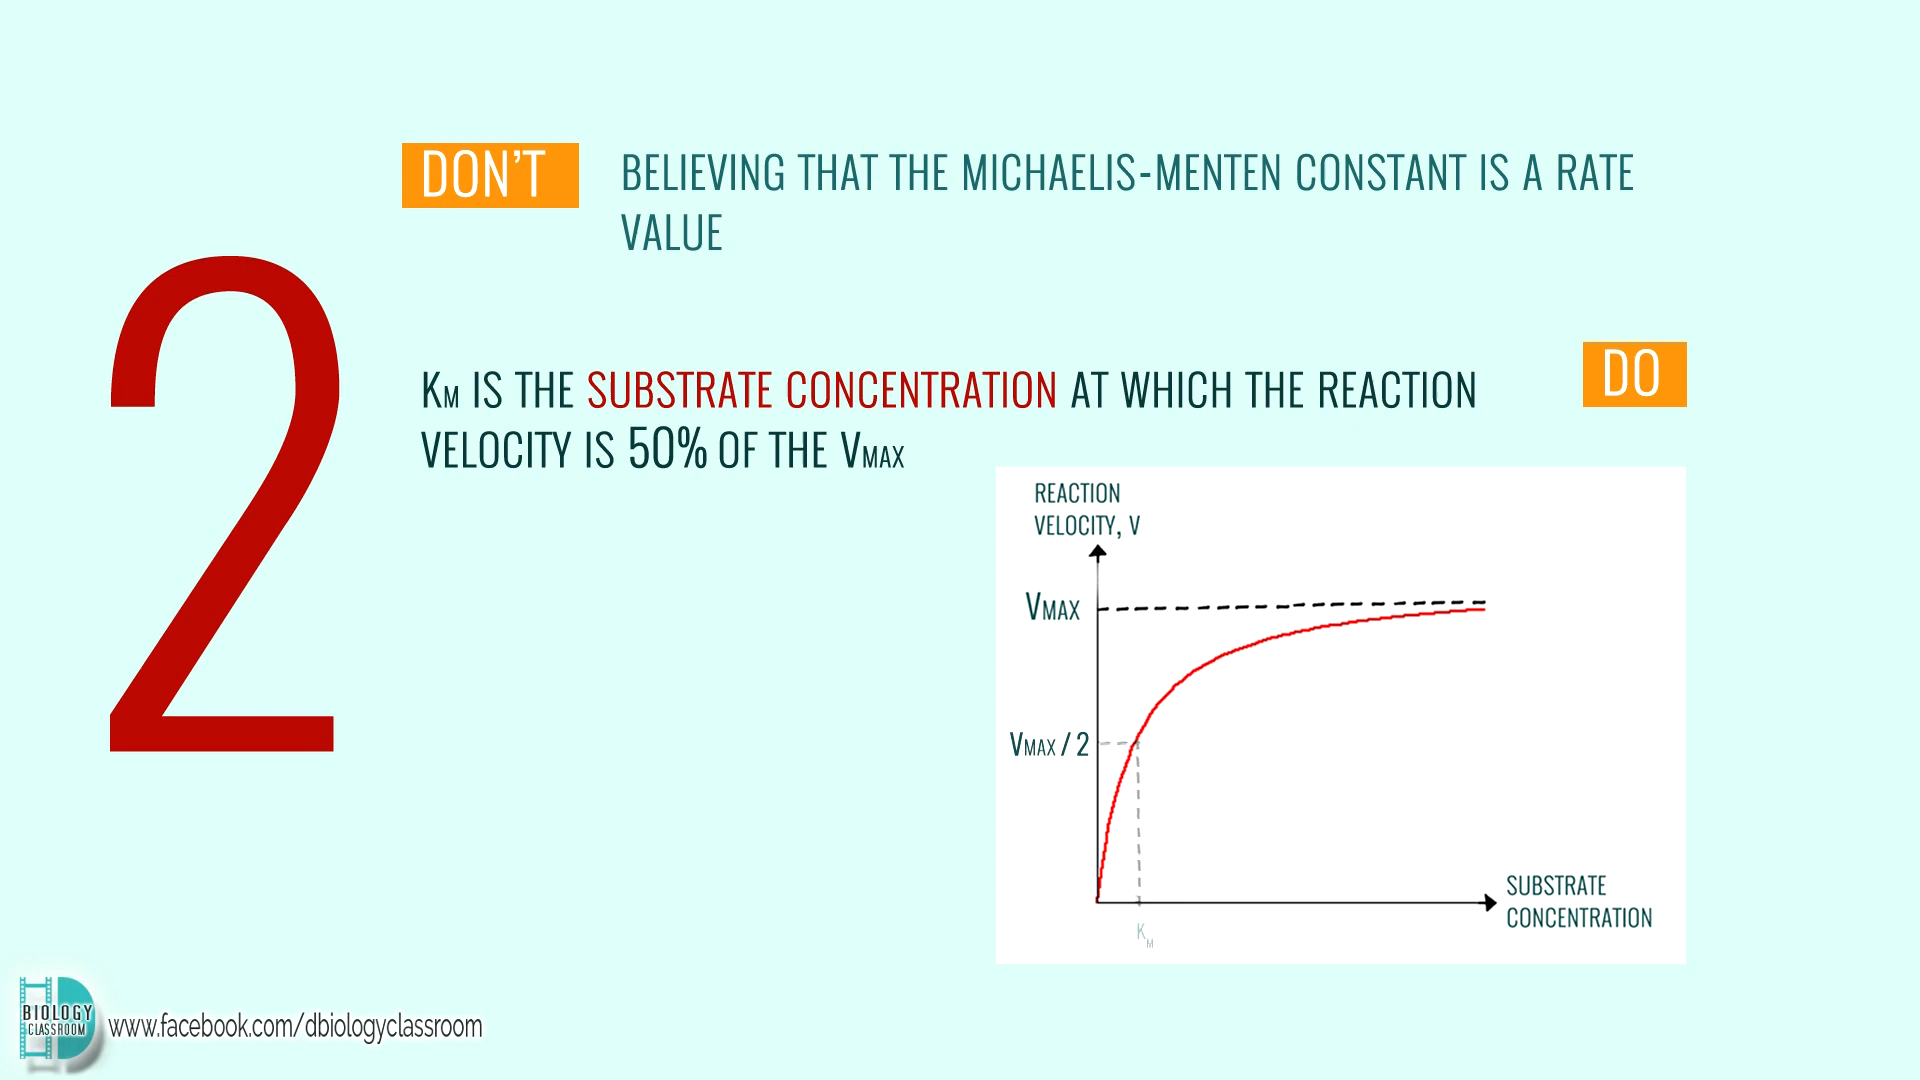 DON'T
BELIEVING THAT THE MICHAELIS-MENTEN CONSTANT IS A RATE
VALUE
2
DO
KM IS THE SUBSTRATE CONCENTRATION AT WHICH THE REACTION
VELOCITY IS 50% OF THE VMAX
REACTION
VELOCITY, V
VMAX
VMAX / 2
KM
SUBSTRATE
CONCENTRATION
BIOLOGY
CLASSROOM
www.facebook.com/dbiologyclassroom